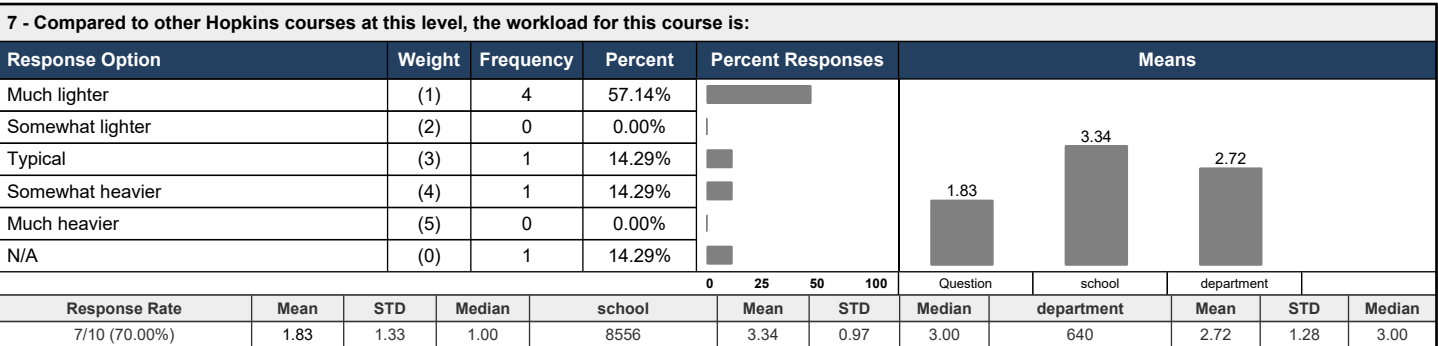 7 - Compared to other Hopkins courses at this level, the workload for this course is:
Response Option Weight Frequency Percent Percent Responses Means
Much lighter (1) 4 57.14%
Somewhat lighter (2) 0 0.00%
Typical (3) 1 14.29%
Somewhat heavier (4) 1 14.29%
Much heavier (5) 0 0.00%
N/A (0) 1 14.29%
1.83 3.34 2.72
0 25 50 100 Question school department
Response Rate Mean STD Median school Mean STD Median department Mean STD Median
7/10 (70.00%) 1.83 1.33 1.00 8556 3.34 0.97 3.00 640 2.72 1.28 3.00